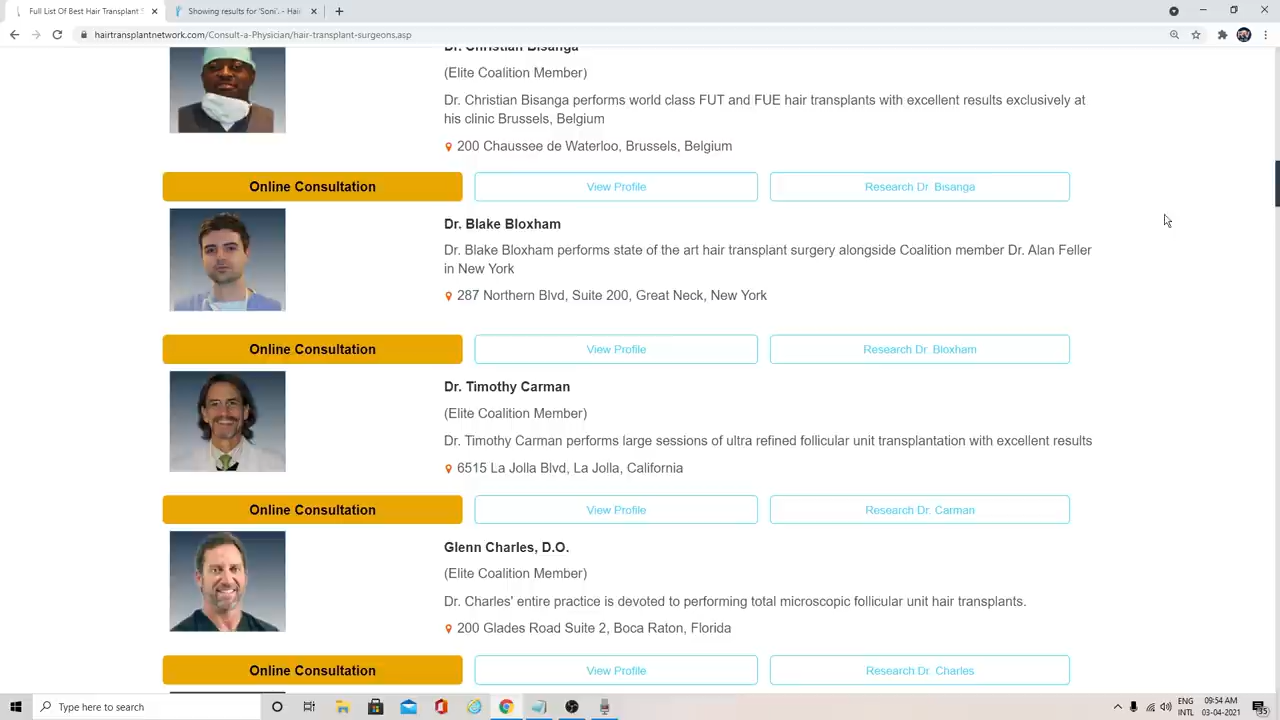 Full List Of Best Hair Transplant S
Showing results for 'Soni'. - Hair
hairtransplantnetwork.com/Consult-a-Physician/hair-transplant-surgeons.asp
Dr. Christian Bisanga
(Elite Coalition Member)
Dr. Christian Bisanga performs world class FUT and FUE hair transplants with excellent results exclusively at
his clinic Brussels, Belgium
200 Chaussee de Waterloo, Brussels, Belgium
Online Consultation
View Profile
Research Dr. Bisanga
Dr. Blake Bloxham
Dr. Blake Bloxham performs state of the art hair transplant surgery alongside Coalition member Dr. Alan Feller
in New York
287 Northern Blvd, Suite 200, Great Neck, New York
Online Consultation
View Profile
Research Dr. Bloxham
Dr. Timothy Carman
(Elite Coalition Member)
Dr. Timothy Carman performs large sessions of ultra refined follicular unit transplantation with excellent results
6515 La Jolla Blvd, La Jolla, California
Online Consultation
View Profile
Research Dr. Carman
Glenn Charles, D.O.
(Elite Coalition Member)
Dr. Charles' entire practice is devoted to performing total microscopic follicular unit hair transplants.
200 Glades Road Suite 2, Boca Raton, Florida
Online Consultation
View Profile
Research Dr. Charles
Type here to search
ENG
INTL
09:54 AM
03-04-2021